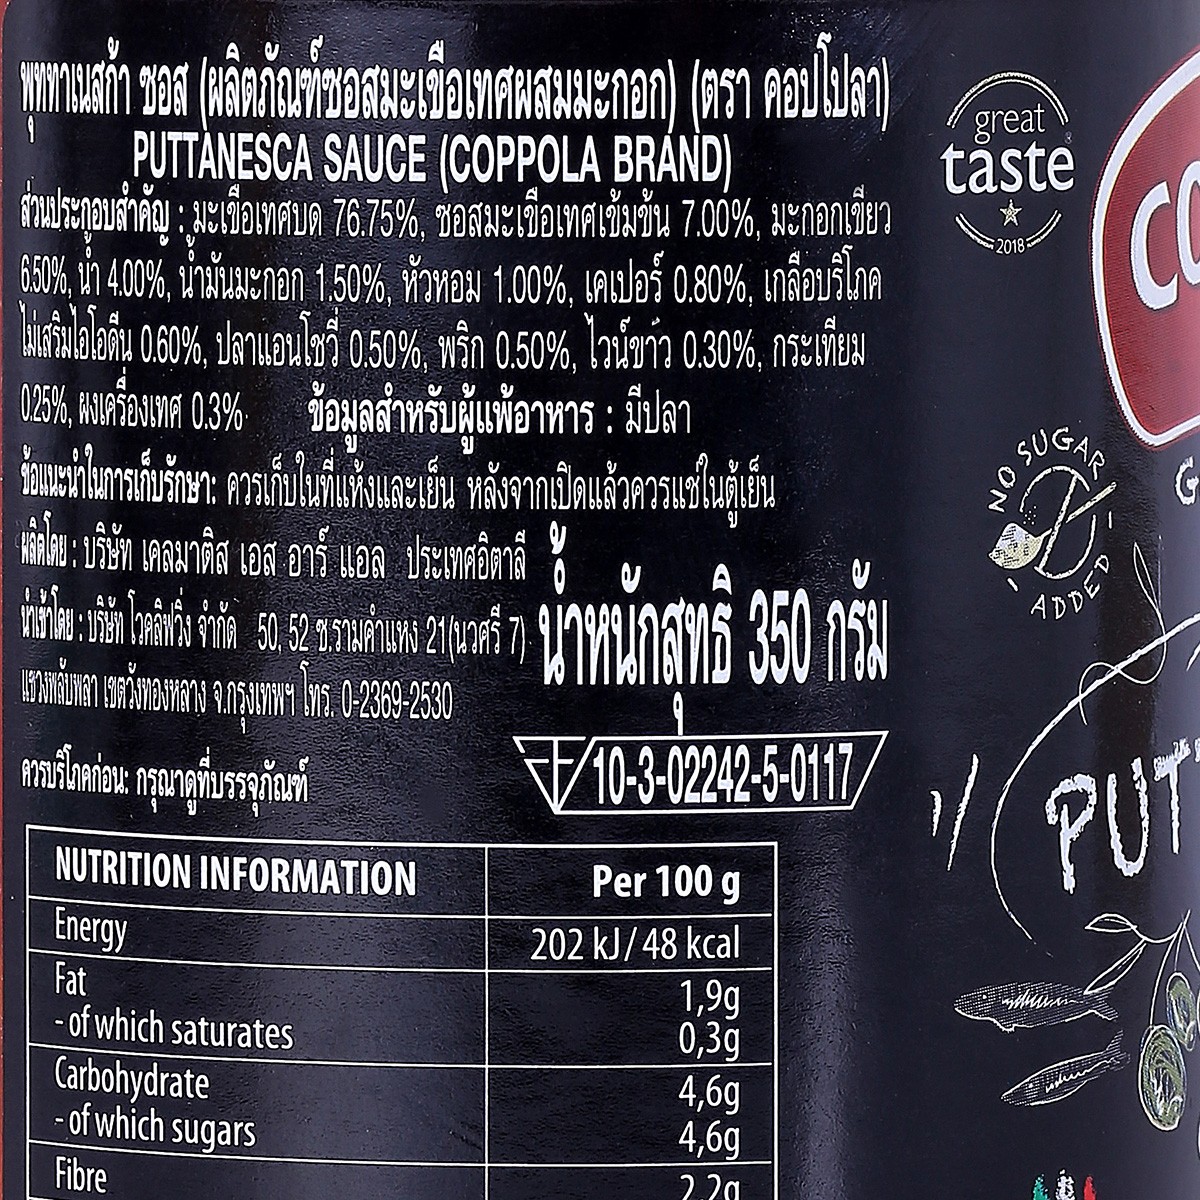 พุททาเนสก้า ซอส (ผลิตภัณฑ์ซอสมะเขือเทศผสมมะกอก) (ตรา คอปโปลา)
PUTTANESCA SAUCE (COPPOLA BRAND)
ส่วนประกอบสำคัญ : มะเขือเทศบด 76.75%, ซอสมะเขือเทศเข้มข้น 7.00%, มะกอกเขียว
6.50%, น้ำ 4.00%, น้ำมันมะกอก 1.50%, หัวหอม 1.00%, เคเปอร์ 0.80%, เกลือบริโภค
ไม่เสริมไอโอดีน 0.60%, ปลาแอนโชวี่ 0.50%, พริก 0.50%, ไวน์ขาว 0.30%, กระเทียม
0.25%, ผงเครื่องเทศ 0.3% ข้อมูลสำหรับผู้แพ้อาหาร : มีปลา
ข้อแนะนำในการเก็บรักษา: ควรเก็บในที่แห้งและเย็น หลังจากเปิดแล้วควรแช่ในตู้เย็น
ผลิตโดย : บริษัท เคลมาติส เอส อาร์ แอล ประเทศอิตาลี
นำเข้าโดย : บริษัท โวดลิฟวิ่ง จำกัด 50, 52 ซ.รามคำแหง 21(นวศรี 7)
แขวงพลับพลา เขตวังทองหลาง จ.กรุงเทพฯ โทร. 0-2369-2530
น้ำหนักสุทธิ 350 กรัม
ควรบริโภคก่อน: กรุณาดูที่บรรจุภัณฑ์
10-3-02242-5-0117
NUTRITION INFORMATION Per 100 g
Energy 202 kJ / 48 kcal
Fat 1,9g
- of which saturates 0,3g
Carbohydrate 4,6g
- of which sugars 4,6g
Fibre 2,2g
great
taste
2018
CO
G
NO SUGAR
ADDED
PUT